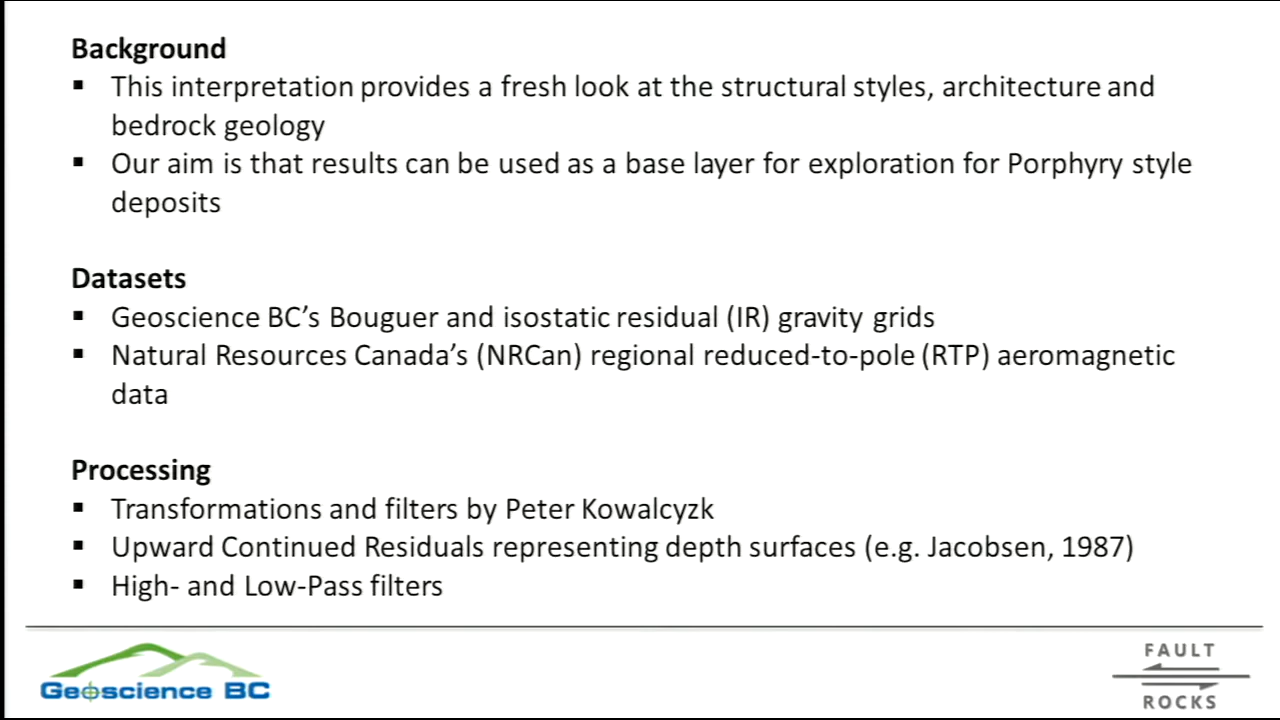 Background
▪ This interpretation provides a fresh look at the structural styles, architecture and
bedrock geology
▪ Our aim is that results can be used as a base layer for exploration for Porphyry style
deposits
Datasets
▪ Geoscience BC’s Bouguer and isostatic residual (IR) gravity grids
▪ Natural Resources Canada’s (NRCan) regional reduced-to-pole (RTP) aeromagnetic
data
Processing
▪ Transformations and filters by Peter Kowalcyzk
▪ Upward Continued Residuals representing depth surfaces (e.g. Jacobsen, 1987)
▪ High- and Low-Pass filters
Geoscience BC
FAULT
ROCKS